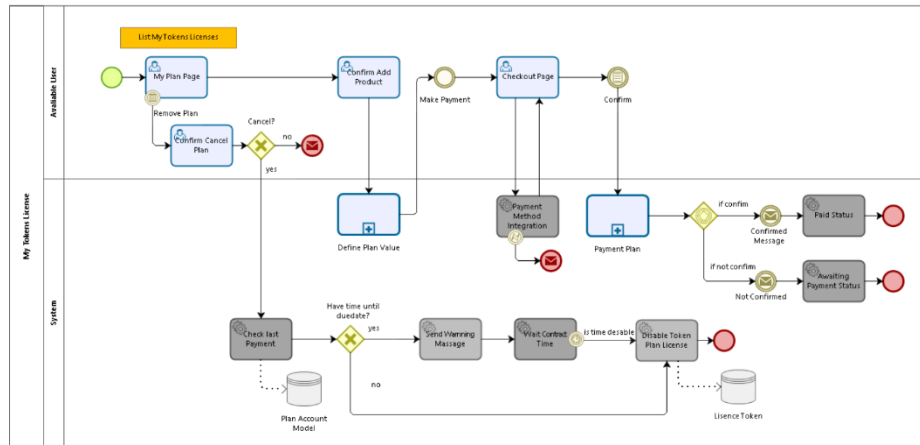 My Tokens License
Avaliable User
System
List My Tokens Licenses
My Plan Page
Remove Plan
Confirm Cancel
Plan
Cancel?
no
yes
Confirm Add
Product
Make Payment
Checkout Page
Confirm
Define Plan Value
Payment
Method
Integration
Payment Plan
if confirm
Confirmed
Message
Paid Status
if not confirm
Not Confirmed
Awaiting
Payment Status
Check last
Payment
Plan Account
Model
Have time until
duedate?
yes
no
Send Warnning
Massage
Wait Contract
Time
is time desable
Disable Token
Plan License
Lisence Token